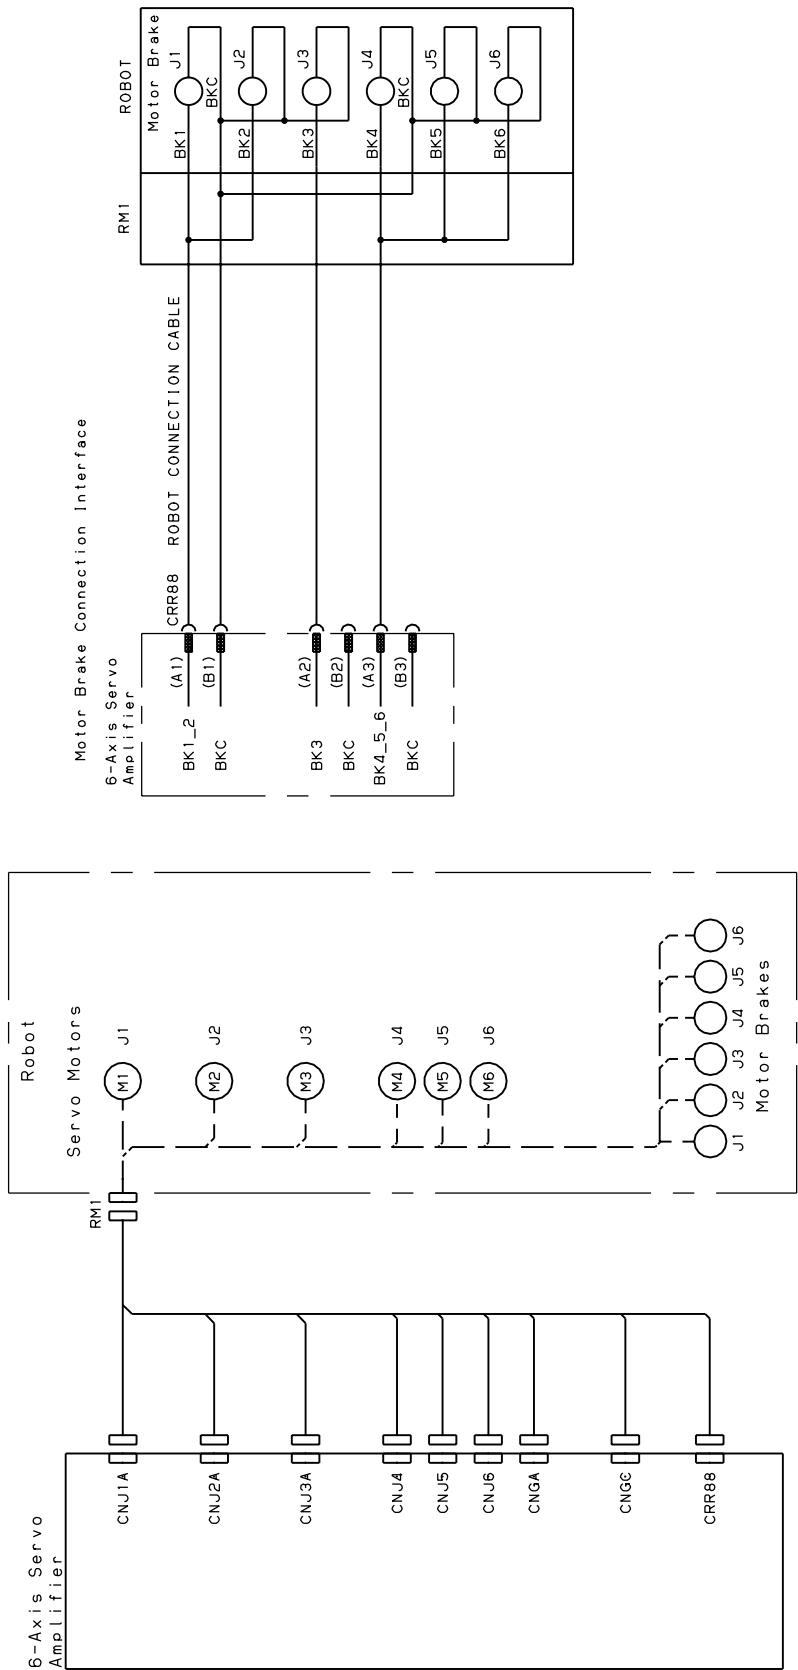 Motor Brake Connection Interface
6-Axis Servo
Amplifier
CRR88
ROBOT CONNECTION CABLE
RM1
ROBOT
Motor Brake
BK1_2
(A1)
BK1
J1
BKC
(B1)
BKC
BK2
J2
BK3
(A2)
BK3
J3
BKC
(B2)
BK4_5_6
(A3)
BK4
J4
BKC
(B3)
BKC
BK5
J5
BK6
J6
6-Axis Servo
Amplifier
RM1
Robot
Servo Motors
CNJ1A
M1
J1
CNJ2A
M2
J2
CNJ3A
M3
J3
CNJ4
M4
J4
CNJ5
M5
J5
CNJ6
M6
J6
CNGA
CNGC
CRR88
J1
J2
J3
J4
J5
J6
Motor Brakes